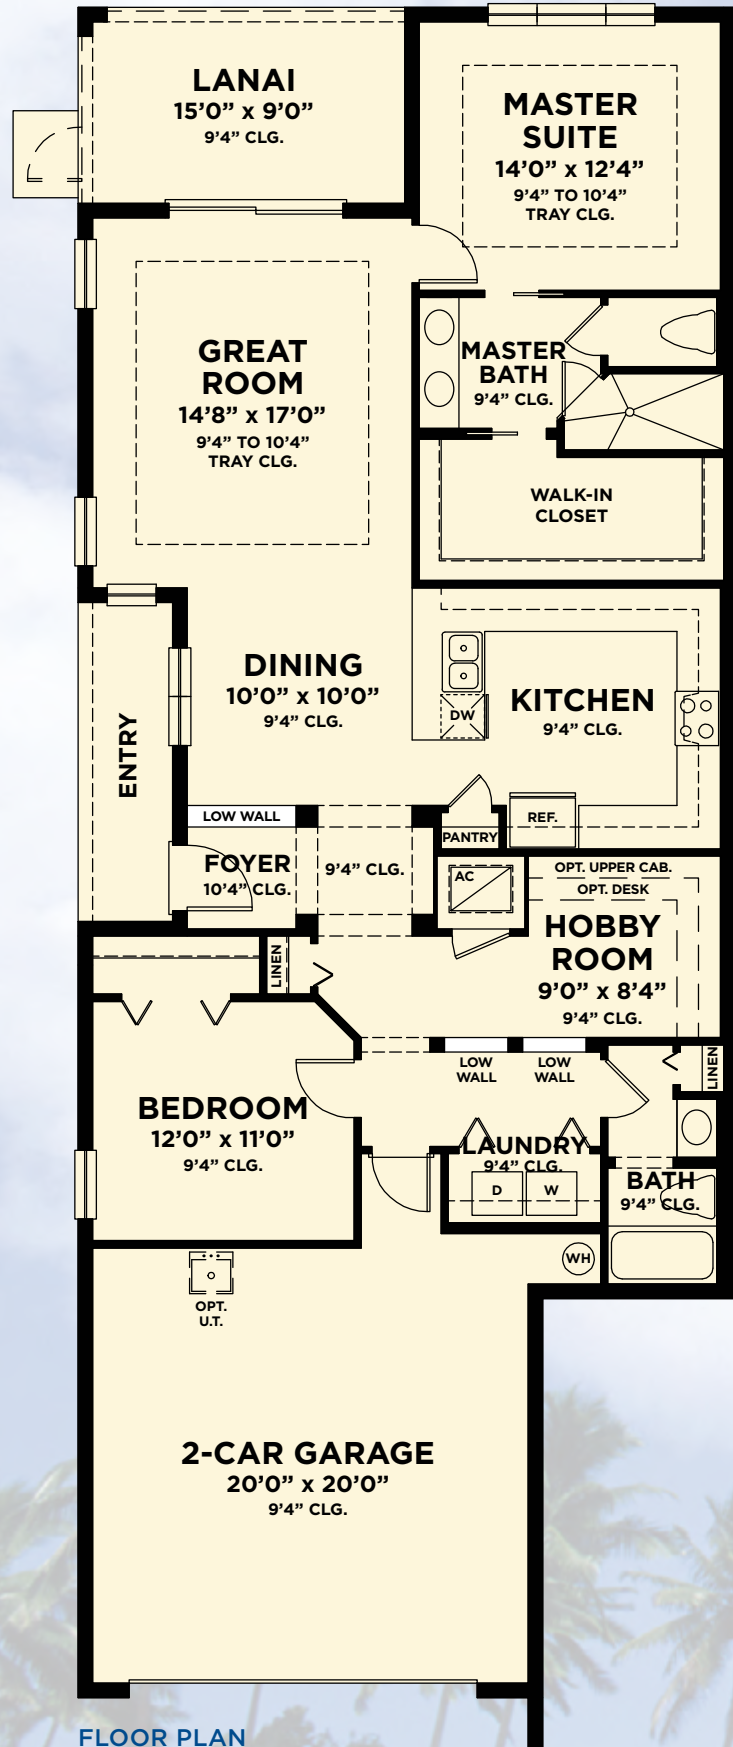 LANAI
15’0” x 9’0”
9’4” CLG.
MASTER
SUITE
14’0” x 12’4”
9’4” TO 10’4”
TRAY CLG.
GREAT
ROOM
14’8” x 17’0”
9’4” TO 10’4”
TRAY CLG.
MASTER
BATH
9’4” CLG.
WALK-IN
CLOSET
DINING
10’0” x 10’0”
9’4” CLG.
DW
KITCHEN
9’4” CLG.
ENTRY
LOW WALL
PANTRY
REF.
FOYER
10’4” CLG.
9’4” CLG.
AC
OPT. UPPER CAB.
OPT. DESK
HOBBY
ROOM
9’0” x 8’4”
9’4” CLG.
LINEN
LOW
WALL
LOW
WALL
LINEN
BEDROOM
12’0” x 11’0”
9’4” CLG.
LAUNDRY
9’4” CLG.
D
W
BATH
9’4” CLG.
WH
OPT.
U.T.
2-CAR GARAGE
20’0” x 20’0”
9’4” CLG.
FLOOR PLAN